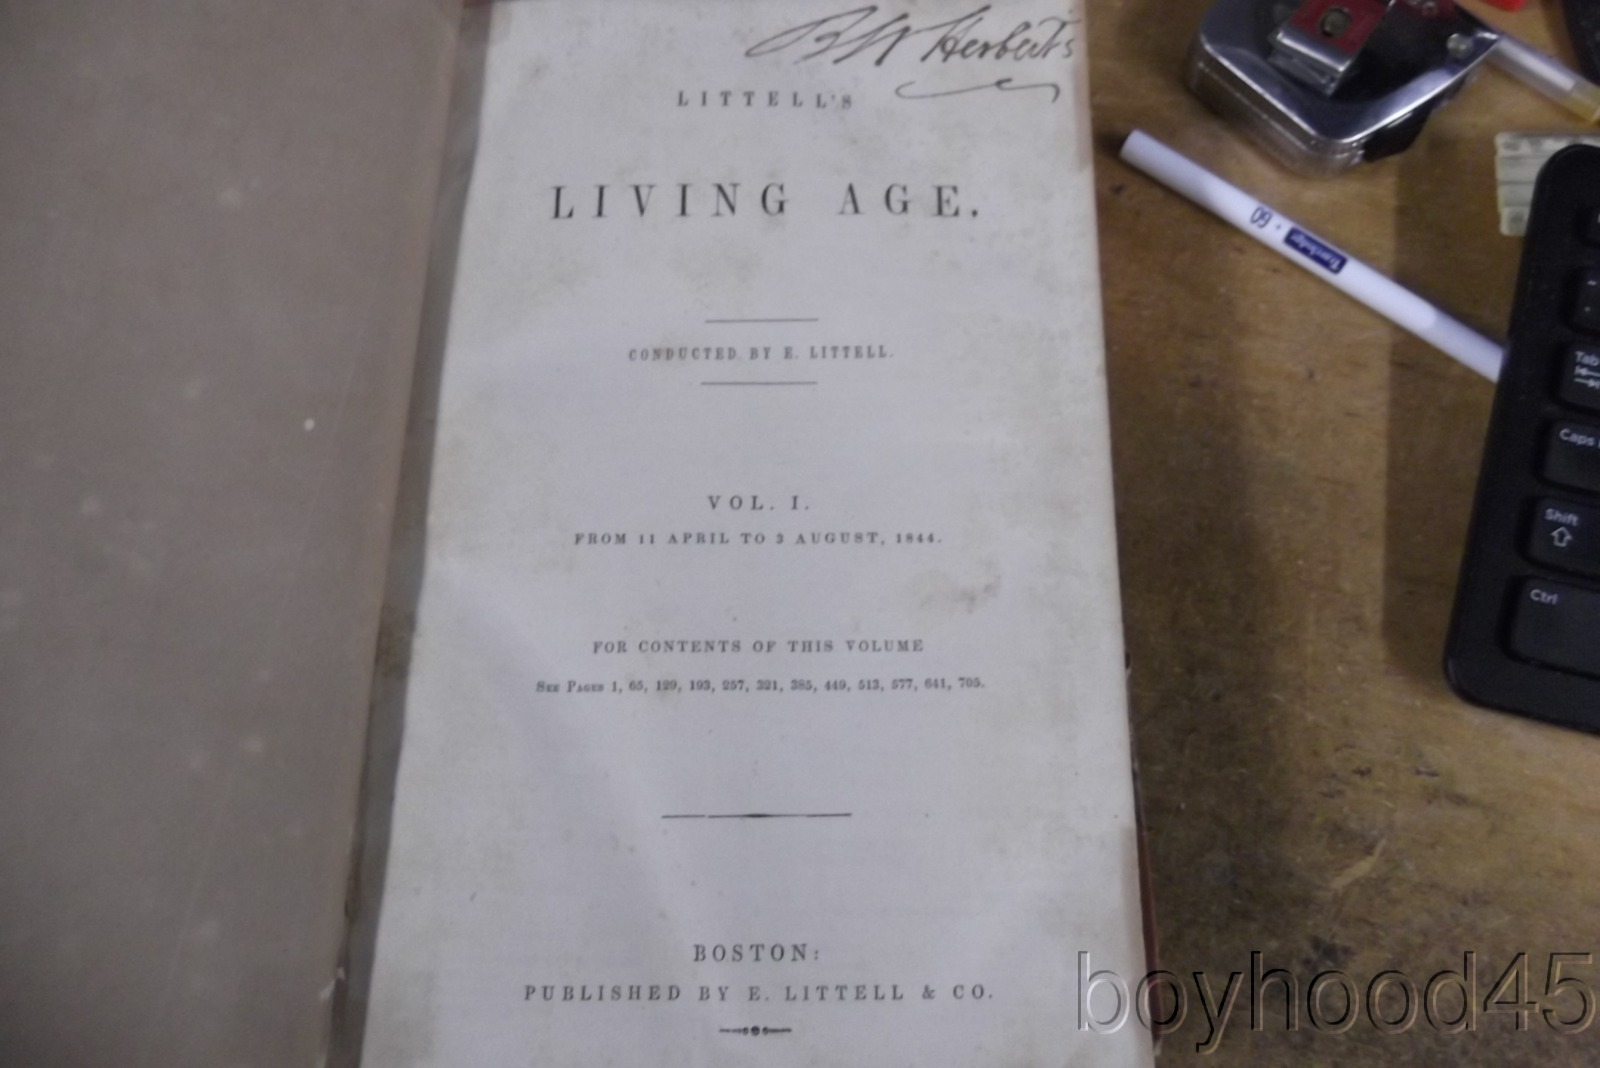 B W Herbert's
LITTELL'S
LIVING AGE.
CONDUCTED BY E. LITTELL.
VOL. I.
FROM 11 APRIL TO 3 AUGUST, 1844.
FOR CONTENTS OF THIS VOLUME
SEE PAGES 1, 65, 129, 193, 257, 321, 385, 449, 513, 577, 641, 705.
BOSTON:
PUBLISHED BY E. LITTELL & CO.
60
Tab
Caps
Shift
Ctrl
boyhood45